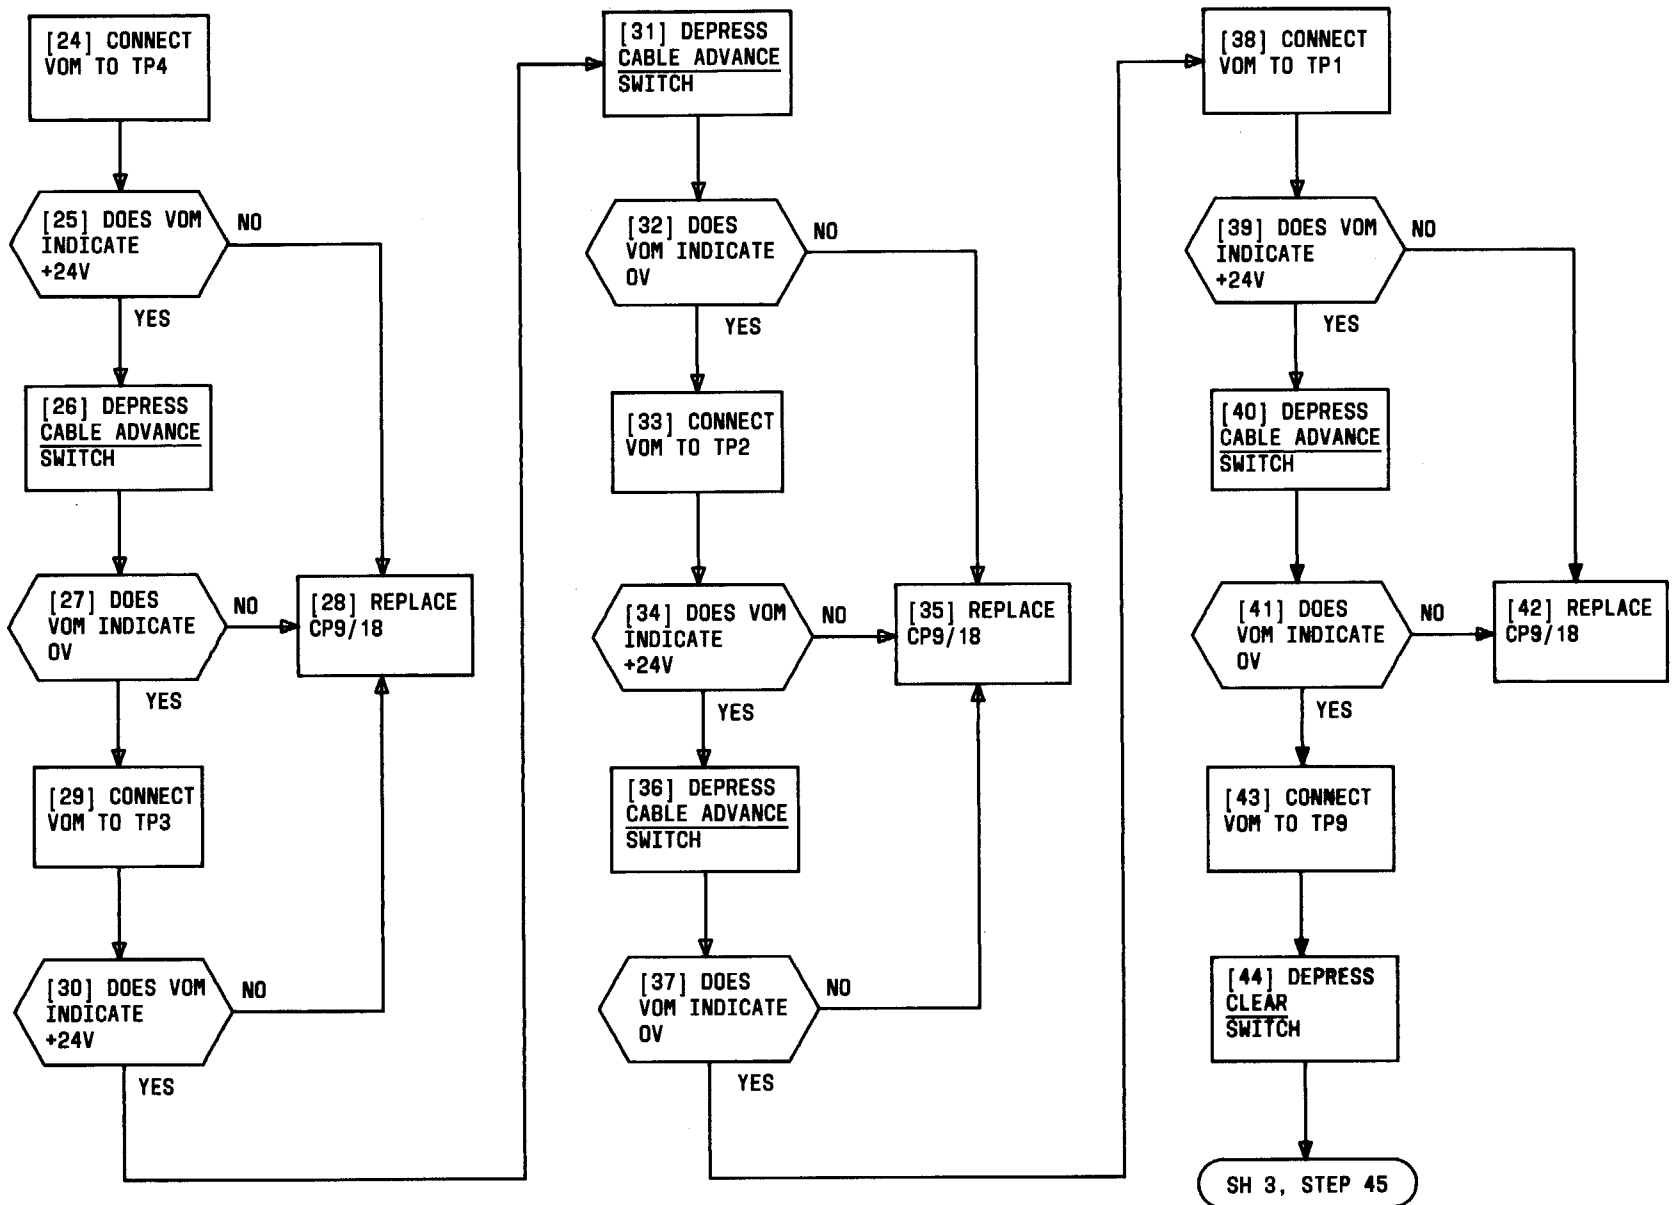 [24] CONNECT
VOM TO TP4
[25] DOES VOM
INDICATE
+24V
NO
YES
[26] DEPRESS
CABLE ADVANCE
SWITCH
[27] DOES
VOM INDICATE
0V
NO
YES
[28] REPLACE
CP9/18
[29] CONNECT
VOM TO TP3
[30] DOES VOM
INDICATE
+24V
NO
YES
[31] DEPRESS
CABLE ADVANCE
SWITCH
[32] DOES
VOM INDICATE
0V
NO
YES
[33] CONNECT
VOM TO TP2
[34] DOES VOM
INDICATE
+24V
NO
YES
[35] REPLACE
CP9/18
[36] DEPRESS
CABLE ADVANCE
SWITCH
[37] DOES
VOM INDICATE
0V
NO
YES
[38] CONNECT
VOM TO TP1
[39] DOES VOM
INDICATE
+24V
NO
YES
[40] DEPRESS
CABLE ADVANCE
SWITCH
[41] DOES
VOM INDICATE
0V
NO
YES
[42] REPLACE
CP9/18
[43] CONNECT
VOM TO TP9
[44] DEPRESS
CLEAR
SWITCH
SH 3, STEP 45